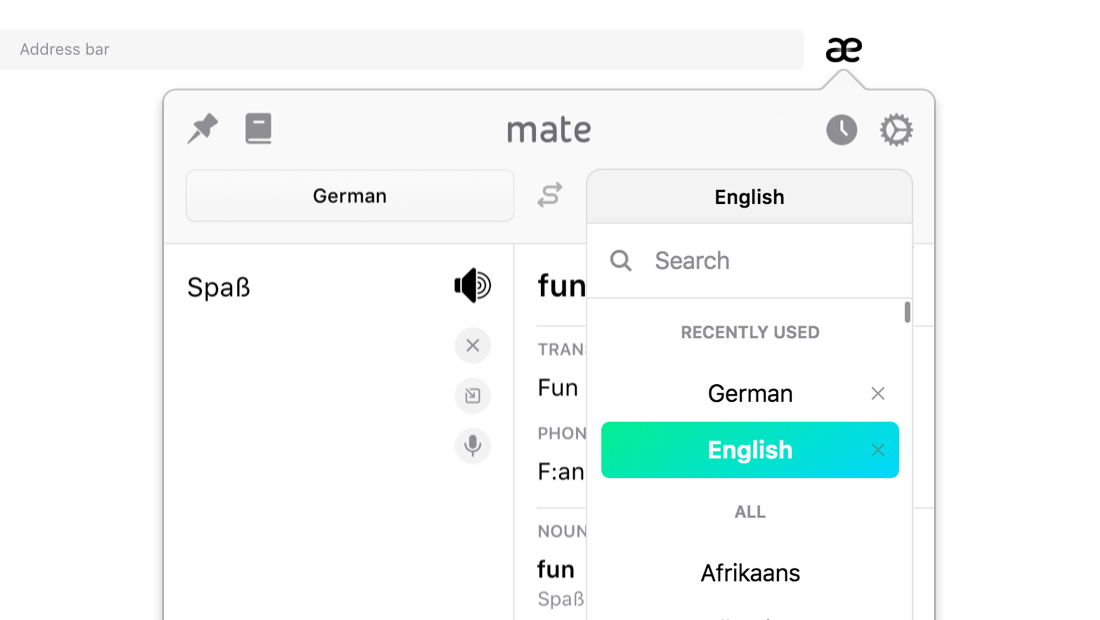 Address bar
æ
mate
German
English
Spaß
fun
Search
RECENTLY USED
TRAN
Fun
German
PHON
English
F:an
ALL
NOUN
fun
Afrikaans
Spaß